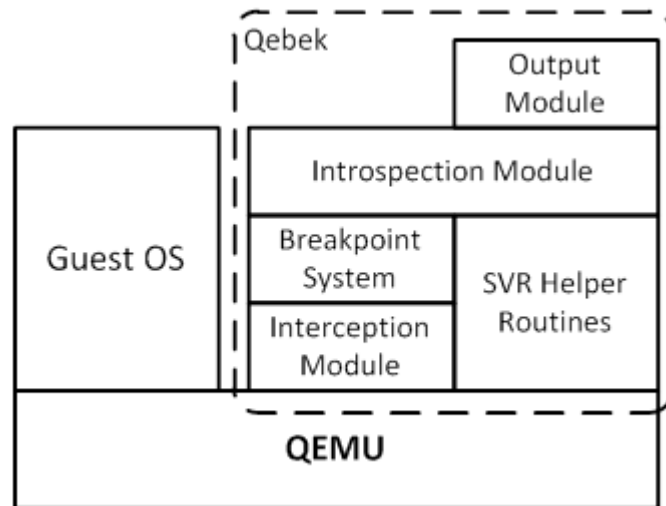 Qebek
Output
Module
Introspection Module
Guest OS
Breakpoint
System
Interception
Module
SVR Helper
Routines
QEMU